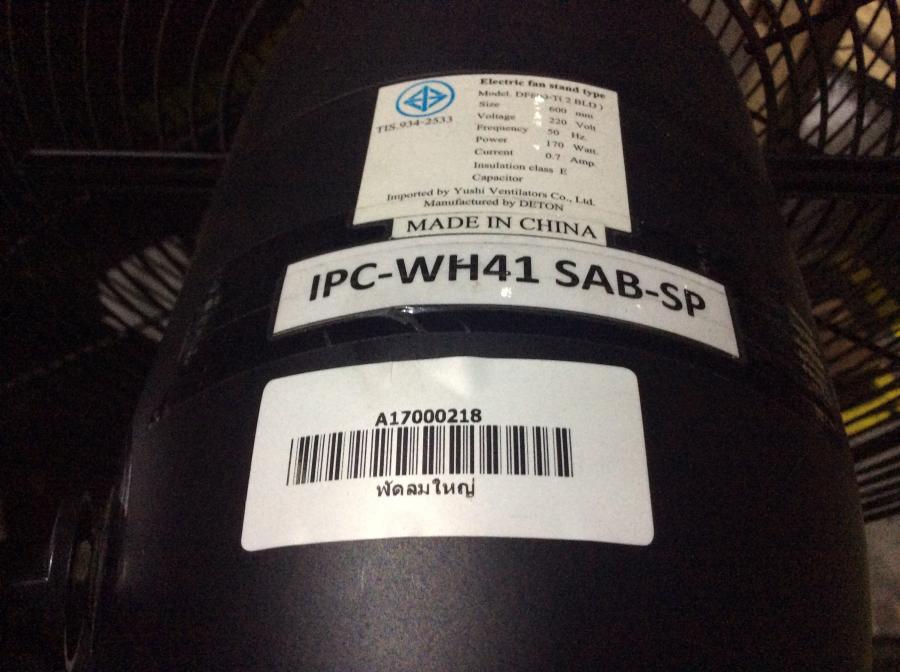 TIS.934-2533
Electric fan stand type
Size 600 mm
Voltage 220 Volt
Frequency 50 Hz.
Power 170 Watt.
Current 0.7 Amp.
Insulation class E
Capacitor
Imported by Yushi Ventilators Co., Ltd.
Manufactured by DETON
MADE IN CHINA
IPC-WH41 SAB-SP
A17000218
พัดลมใหญ่